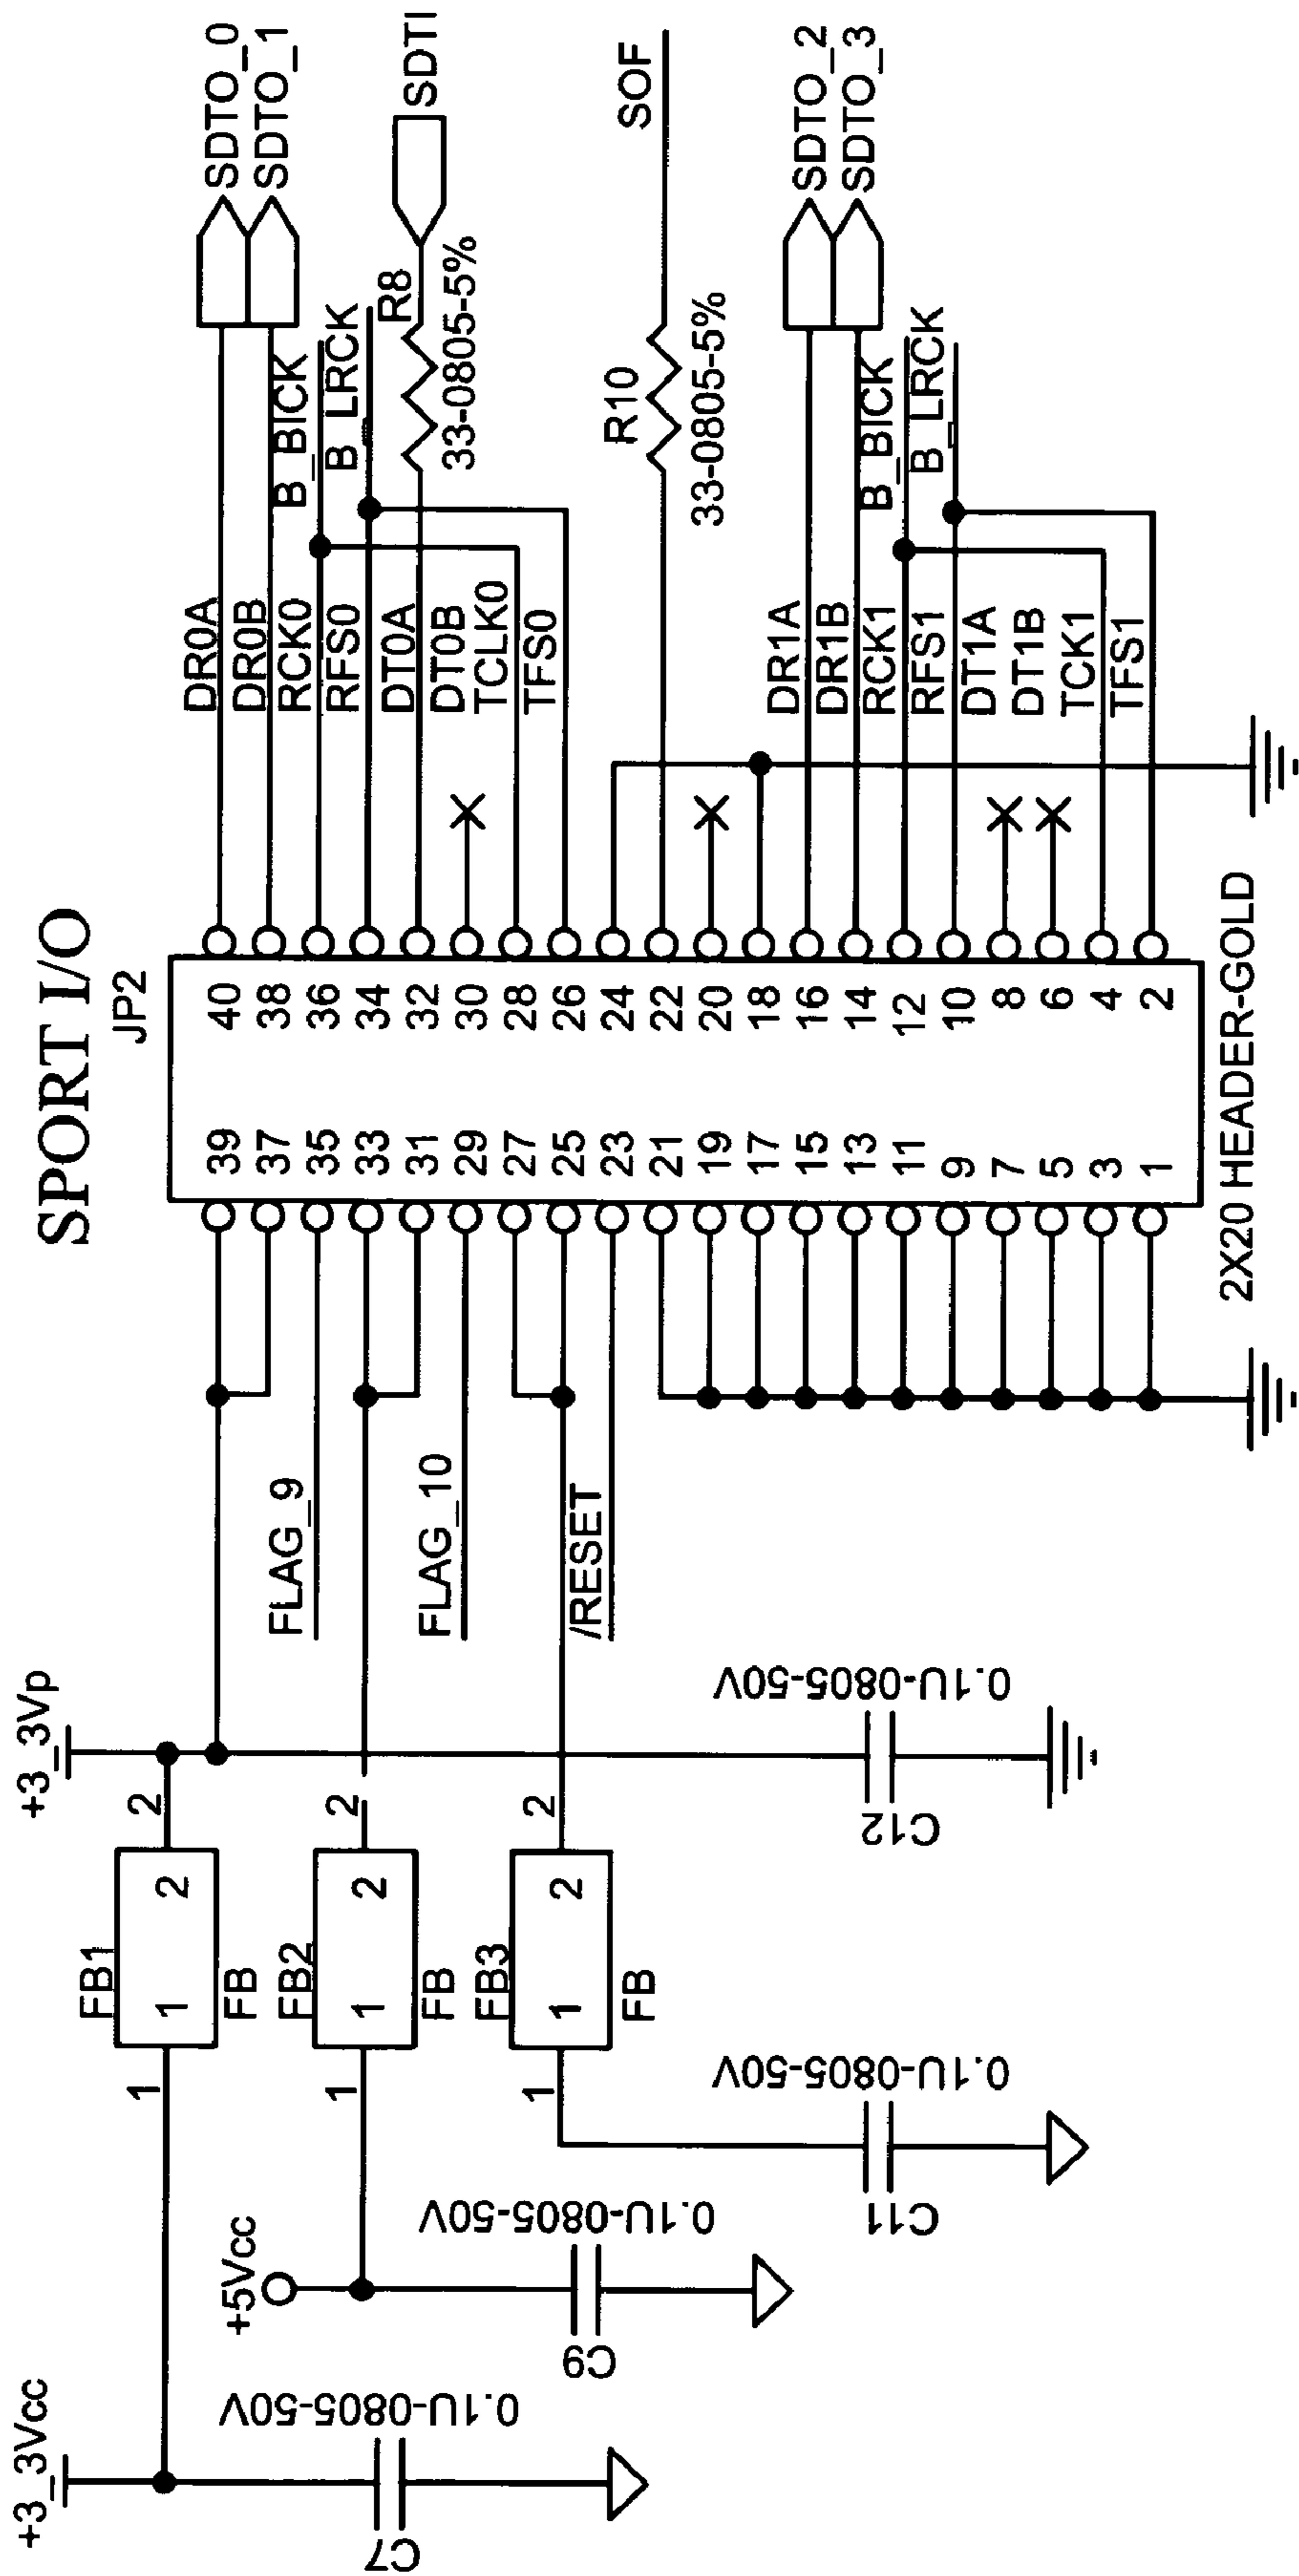 SPORT I/O
JP2
+3_3Vcc
+3_3Vp
+5Vcc
FB1
1
1
2
2
FB
FB2
1
1
2
2
FB
FB3
1
1
2
2
FB
C7
0.1U-0805-50V
C9
0.1U-0805-50V
C11
0.1U-0805-50V
C12
0.1U-0805-50V
FLAG_9
FLAG_10
/RESET
39 40
37 38
35 36
33 34
31 32
29 30
27 28
25 26
23 24
21 22
19 20
17 18
15 16
13 14
11 12
9 10
7 8
5 6
3 4
1 2
2X20 HEADER-GOLD
DR0A
DR0B
RCK0
RFS0
DT0A
DT0B
TCLK0
TFS0
B_BICK
B_LRCK
SDTO_0
SDTO_1
R8
33-0805-5%
SDTI
R10
33-0805-5%
SOF
DR1A
DR1B
RCK1
RFS1
DT1A
DT1B
TCK1
TFS1
B_BICK
B_LRCK
SDTO_2
SDTO_3